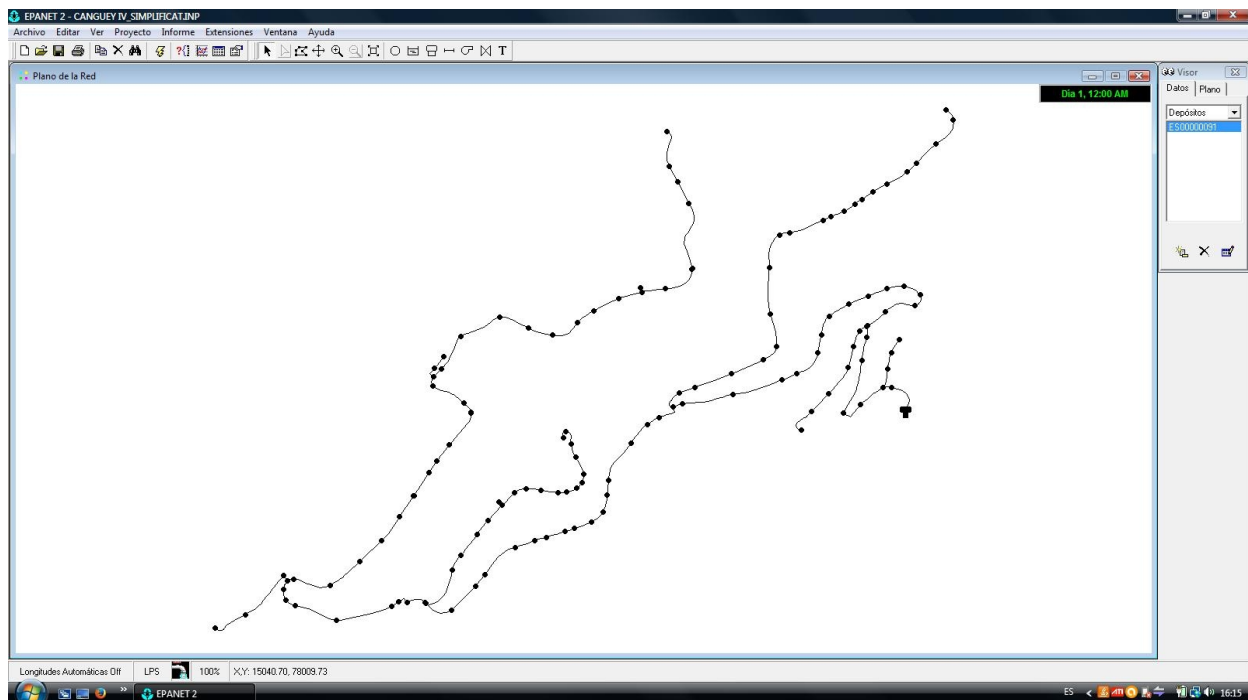 EPANET 2 - CANGUEY IV_SIMPLIFICAT.INP
Archivo Editar Ver Proyecto Informe Extensiones Ventana Ayuda
T
Plano de la Red
Día 1, 12:00 AM
Visor
Datos Plano
Depósitos
ES00000091
Longitudes Automáticas Off LPS 100% X,Y: 15040.70, 78009.73
EPANET 2 ES 16:15